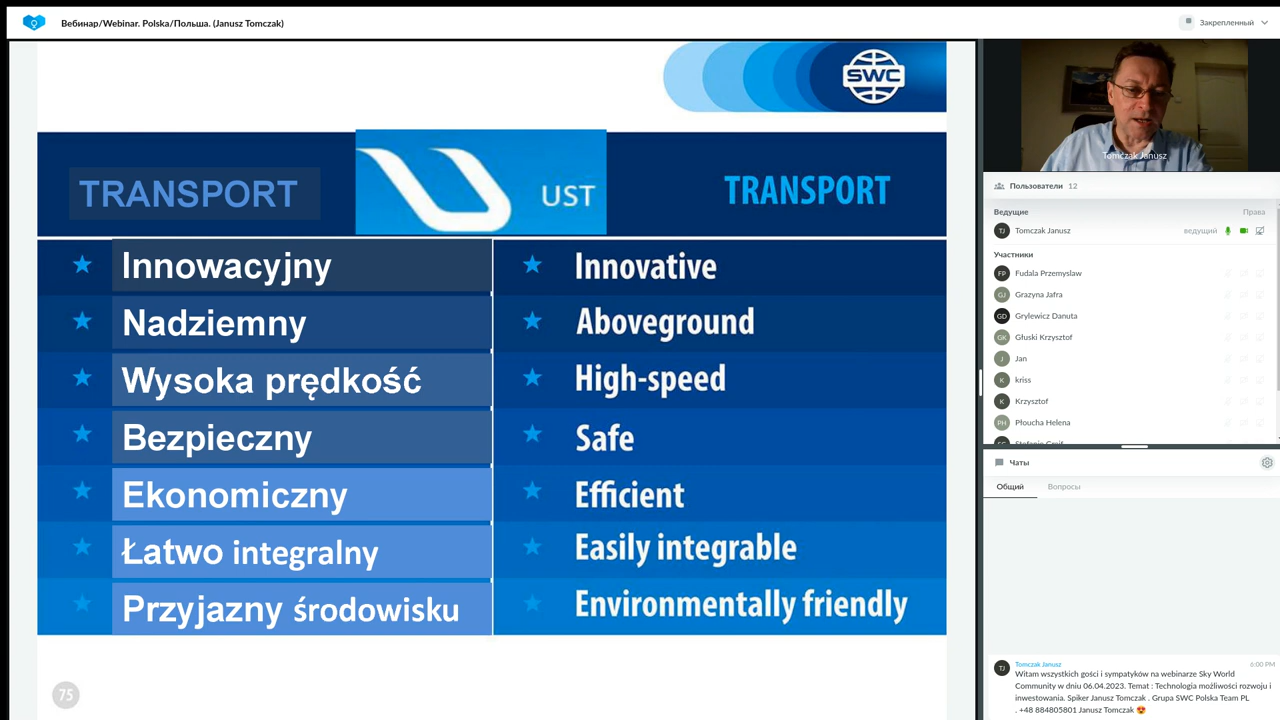 Вебинар/Webinar. Polska/Польша. (Janusz Tomczak)
Закрепленный
SWC
TRANSPORT
UST
TRANSPORT
Innowacyjny
Innovative
Nadziemny
Aboveground
Wysoka prędkość
High-speed
Bezpieczny
Safe
Ekonomiczny
Efficient
Łatwo integralny
Easily integrable
Przyjazny środowisku
Environmentally friendly
75
Tomczak Janusz
Пользователи 12
Ведущие Права
TJ Tomczak Janusz ведущий
Участники
FP Fudala Przemyslaw
GJ Grazyna Jafra
GD Grylewicz Danuta
GK Głuski Krzysztof
J Jan
K kriss
K Krzysztof
PH Płoucha Helena
Чаты
Общий Вопросы
TJ Tomczak Janusz 6:00 PM
Witam wszystkich gości i sympatyków na webinarze Sky World
Community w dniu 06.04.2023. Temat : Technologia możliwości rozwoju i
inwestowania. Spiker Janusz Tomczak . Grupa SWC Polska Team PL
. +48 884805801 Janusz Tomczak 😍